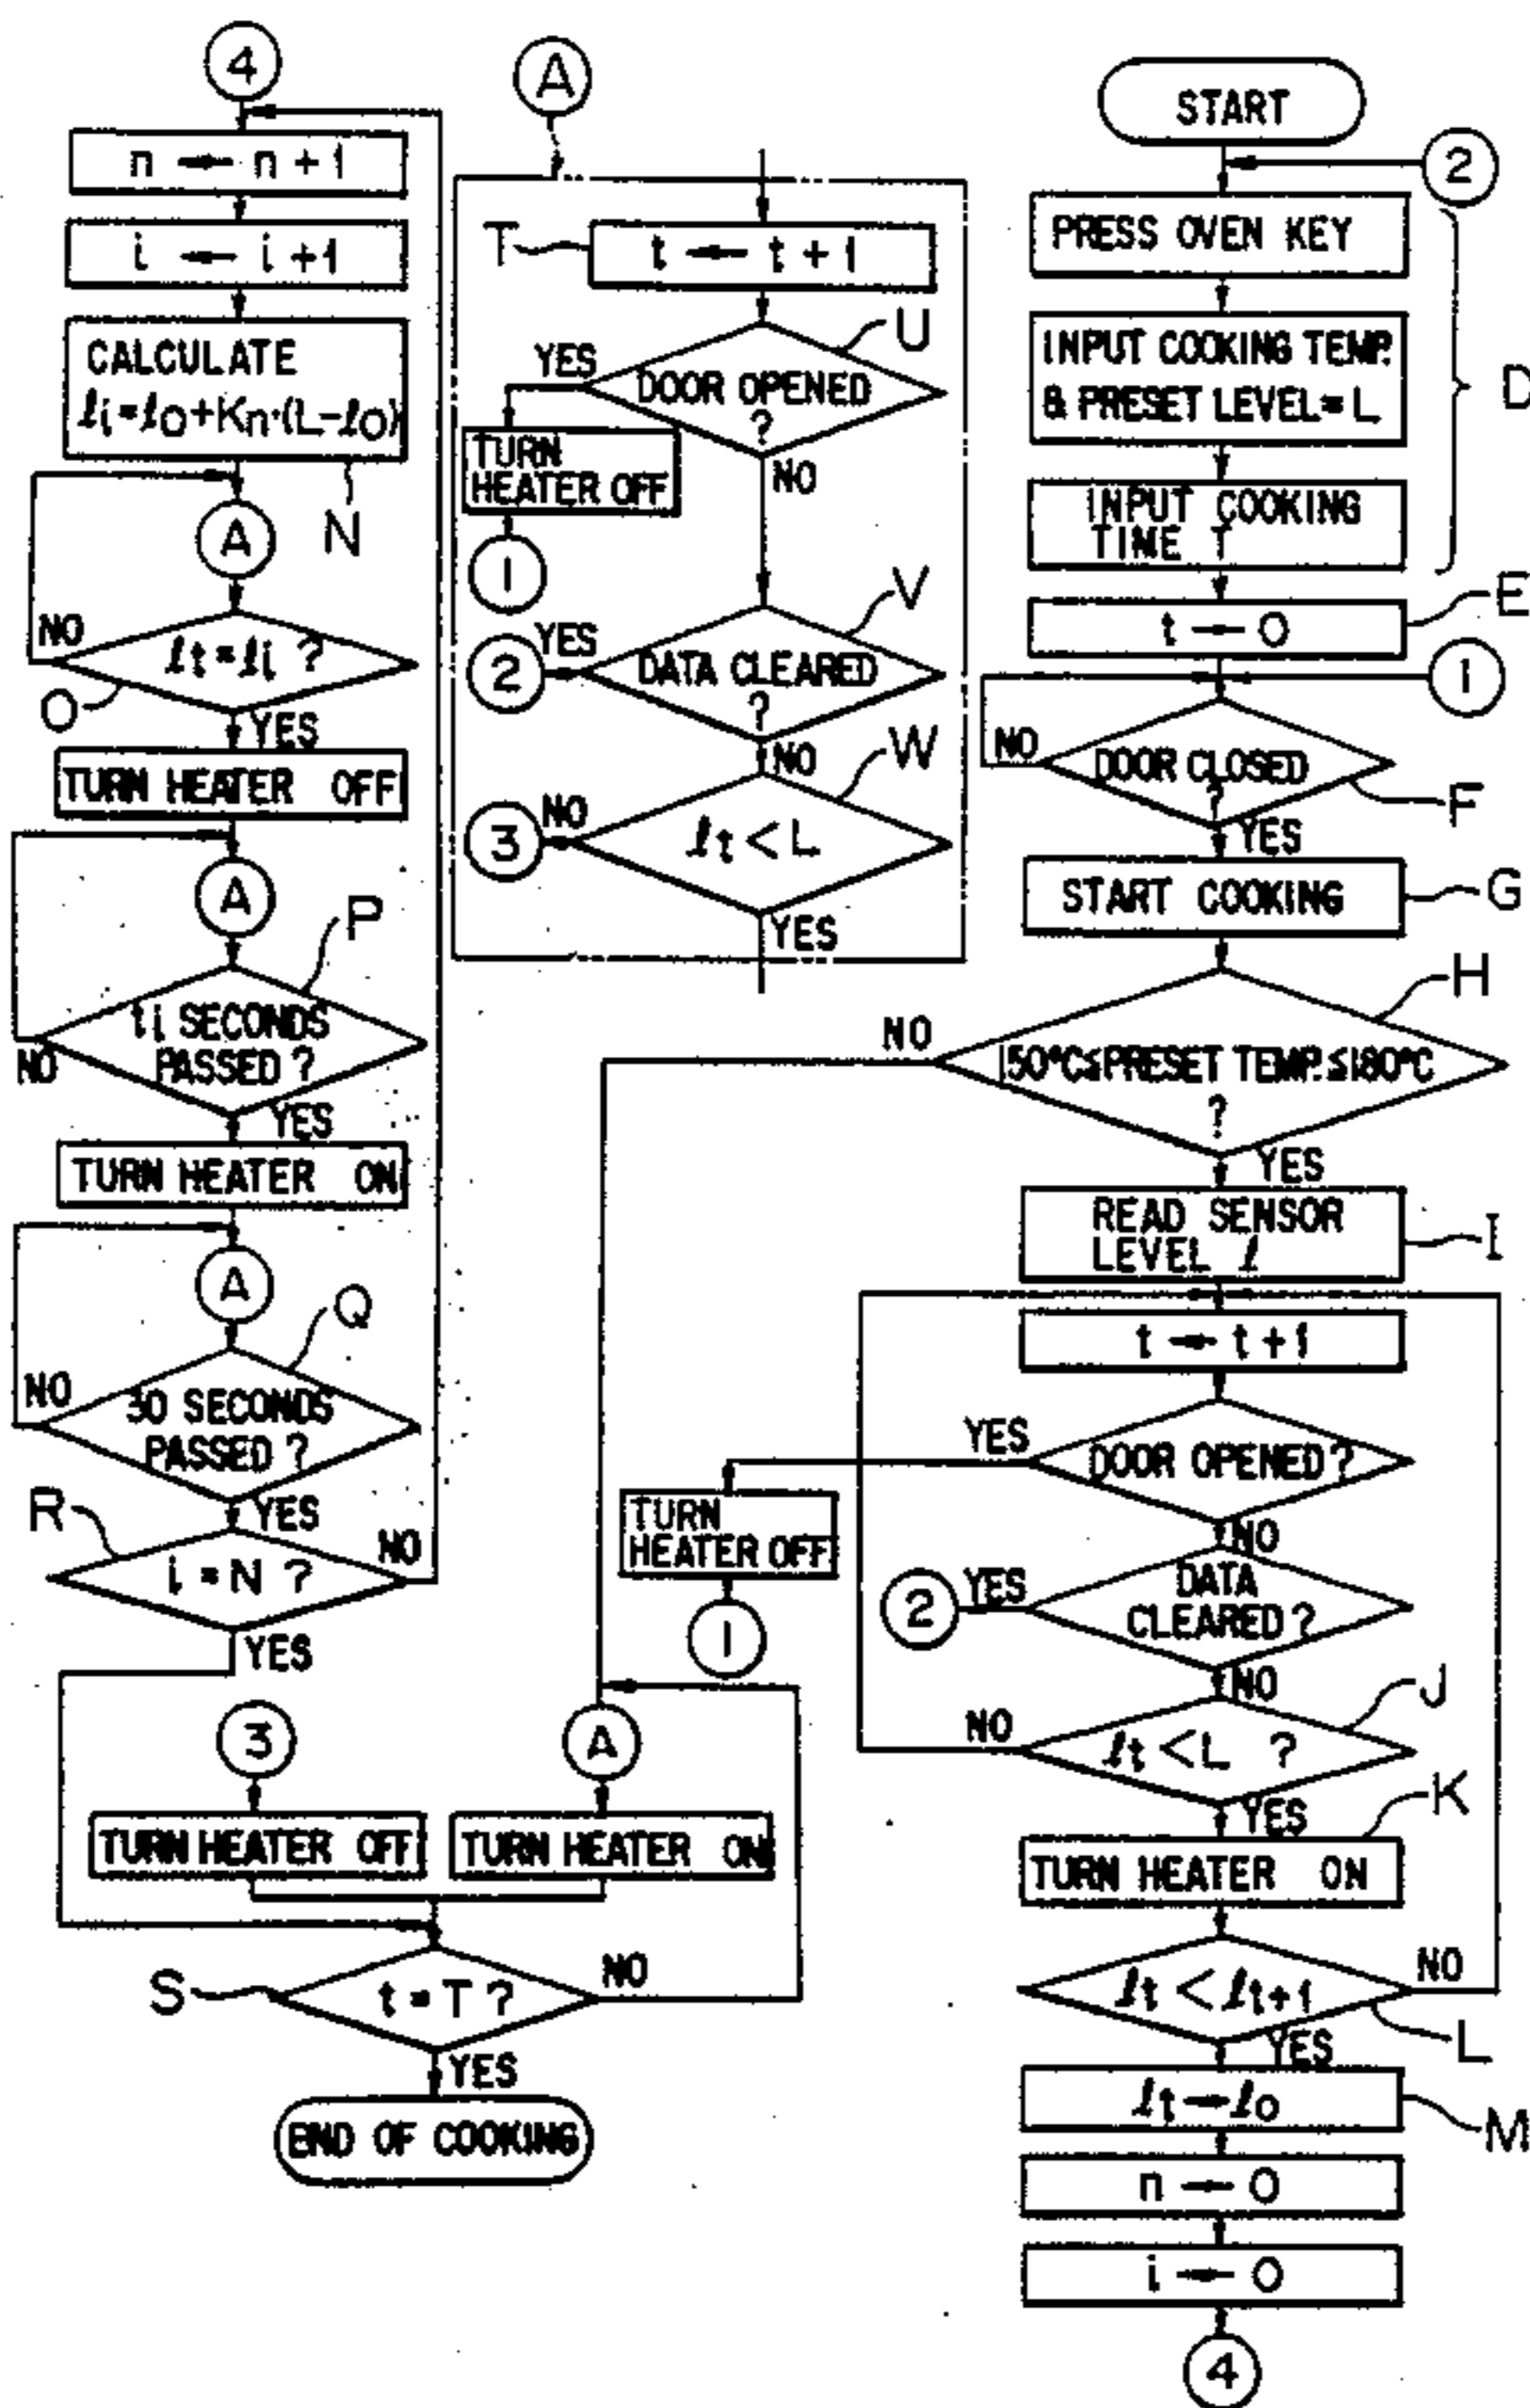 4
n ← n + 1
i ← i + 1
CALCULATE
ℓi = ℓo + Kn·(L-ℓo)
N
A
NO
ℓt = ℓi ?
O
YES
TURN HEATER OFF
A
P
ti SECONDS
PASSED ?
NO
YES
TURN HEATER ON
A
Q
NO
30 SECONDS
PASSED ?
R
YES
i = N ?
NO
YES
3
TURN HEATER OFF
A
TURN HEATER ON
S
t = T ?
NO
YES
END OF COOKING
A
T
t ← t + 1
U
YES
DOOR OPENED
?
TURN
HEATER OFF
NO
1
V
YES
2
DATA CLEARED
?
W
NO
NO
3
ℓt < L
YES
START
2
PRESS OVEN KEY
INPUT COOKING TEMP.
& PRESET LEVEL = L
D
INPUT COOKING
TIME T
E
t ← 0
1
NO
DOOR CLOSED
?
F
YES
START COOKING
G
H
NO
150°C≤PRESET TEMP.≤180°C
?
YES
READ SENSOR
LEVEL ℓ
I
t ← t + 1
YES
DOOR OPENED ?
TURN
HEATER OFF
1
NO
2
YES
DATA
CLEARED ?
NO
J
NO
ℓt < L ?
K
YES
TURN HEATER ON
NO
ℓt < ℓt+1
L
YES
ℓt → ℓo
M
n ← 0
i ← 0
4